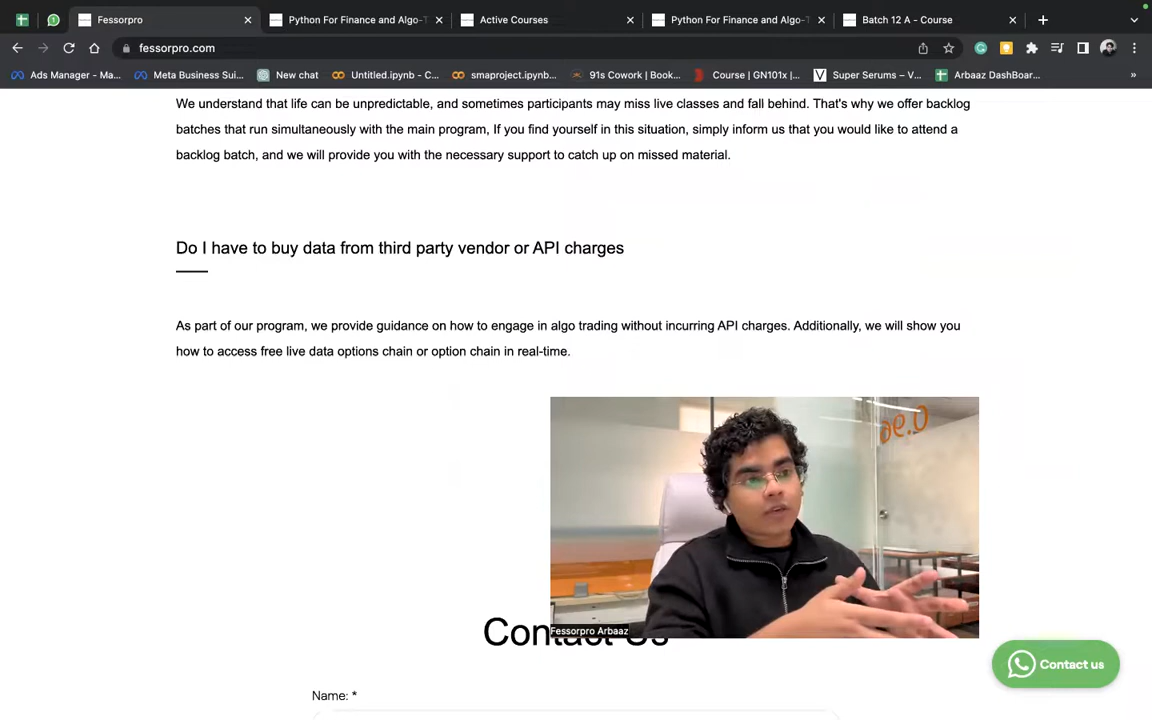 Fessorpro
Python For Finance and Algo-T
Active Courses
Python For Finance and Algo-T
Batch 12 A - Course
fessorpro.com
Ads Manager - Ma...
Meta Business Sui...
New chat
Untitled.ipynb - C...
smaproject.ipynb...
91s Cowork | Book...
Course | GN101x |...
Super Serums – V...
Arbaaz DashBoar...
We understand that life can be unpredictable, and sometimes participants may miss live classes and fall behind. That's why we offer backlog
batches that run simultaneously with the main program, If you find yourself in this situation, simply inform us that you would like to attend a
backlog batch, and we will provide you with the necessary support to catch up on missed material.
Do I have to buy data from third party vendor or API charges
As part of our program, we provide guidance on how to engage in algo trading without incurring API charges. Additionally, we will show you
how to access free live data options chain or option chain in real-time.
Fessorpro Arbaaz
Contact Us
Contact us
Name: *